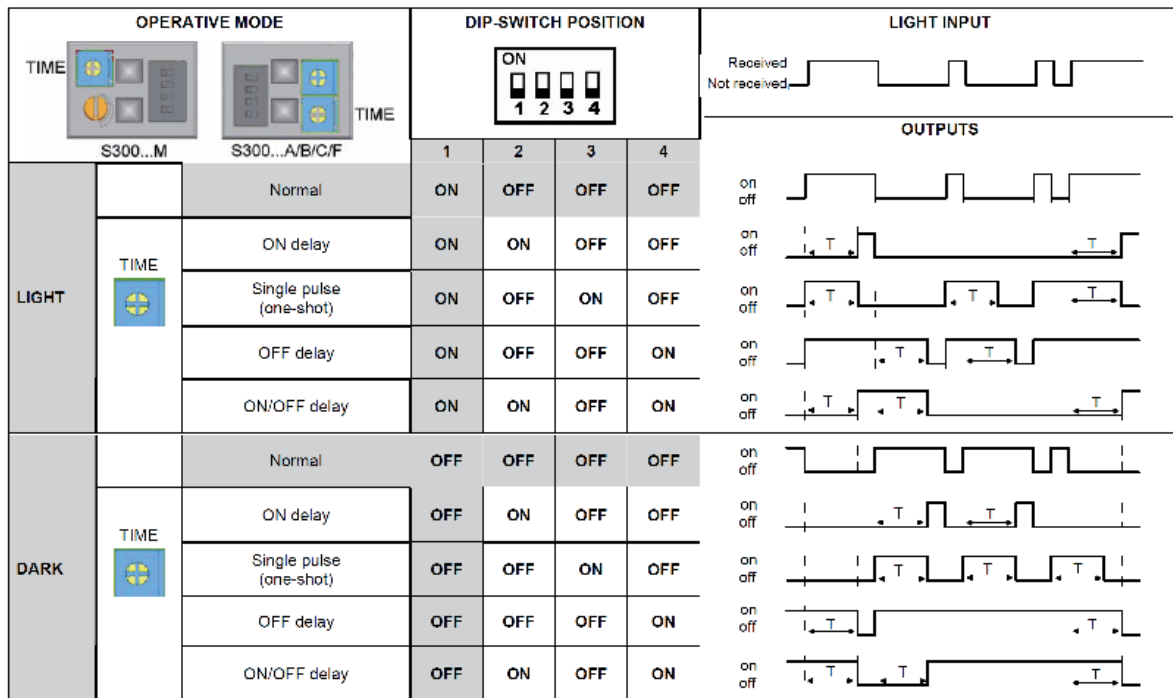 OPERATIVE MODE DIP-SWITCH POSITION LIGHT INPUT
TIME
TIME
S300...M S300...A/B/C/F
ON
1 2 3 4
Received
Not received
OUTPUTS
1 2 3 4
LIGHT
TIME
Normal ON OFF OFF OFF on off
ON delay ON ON OFF OFF on off T T
Single pulse (one-shot) ON OFF ON OFF on off T T T
OFF delay ON OFF OFF ON on off T T
ON/OFF delay ON ON OFF ON on off T T T
DARK
TIME
Normal OFF OFF OFF OFF on off
ON delay OFF ON OFF OFF on off T T
Single pulse (one-shot) OFF OFF ON OFF on off T T T
OFF delay OFF OFF OFF ON on off T T
ON/OFF delay OFF ON OFF ON on off T T T